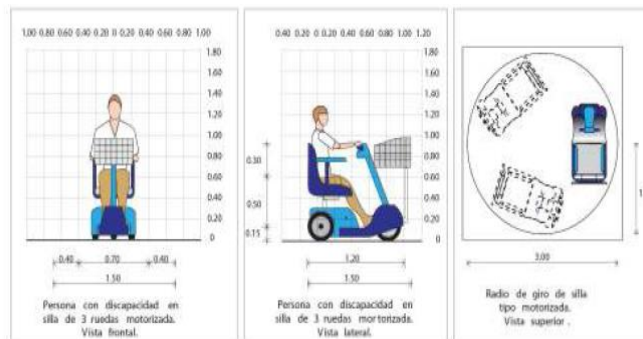 1.00 0.80 0.60 0.40 0.20 0 0.20 0.40 0.60 0.80 1.00
1.80
1.60
1.40
1.20
1.00
0.80
0.60
0.40
0.20
0
0.40 0.70 0.40
1.50
Persona con discapacidad en
silla de 3 ruedas motorizada.
Vista frontal.
0.40 0.20 0 0.20 0.40 0.60 0.80 1.00 1.20
1.80
1.60
1.40
1.20
1.00
0.80
0.60
0.40
0.20
0
0.30
0.50
0.15
1.20
1.50
Persona con discapacidad en
silla de 3 ruedas motorizada.
Vista lateral.
3.00
Radio de giro de silla
tipo motorizada.
Vista superior.